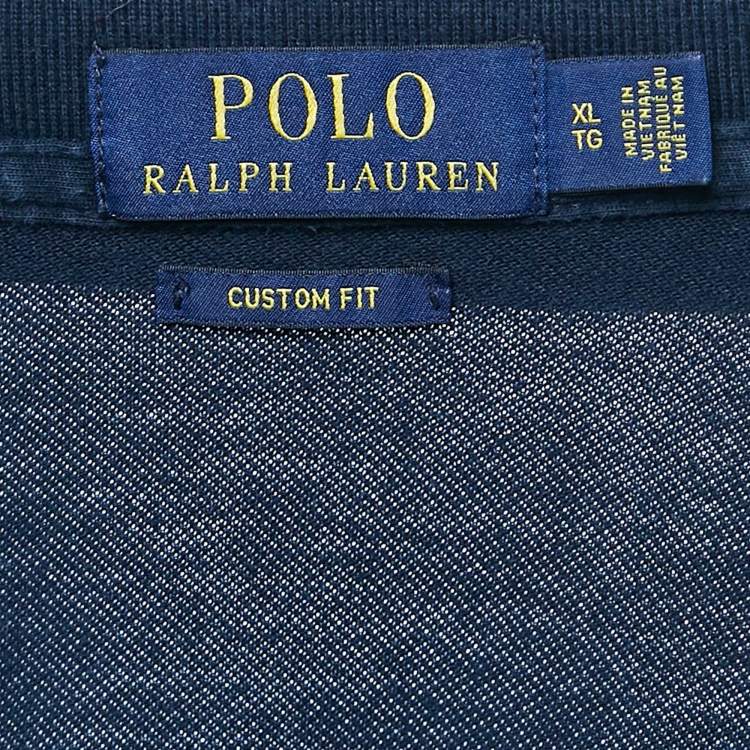 POLO
RALPH LAUREN
XL
TG
MADE IN
VIETNAM
FABRIQUÉ AU
VIÊT NAM
CUSTOM FIT